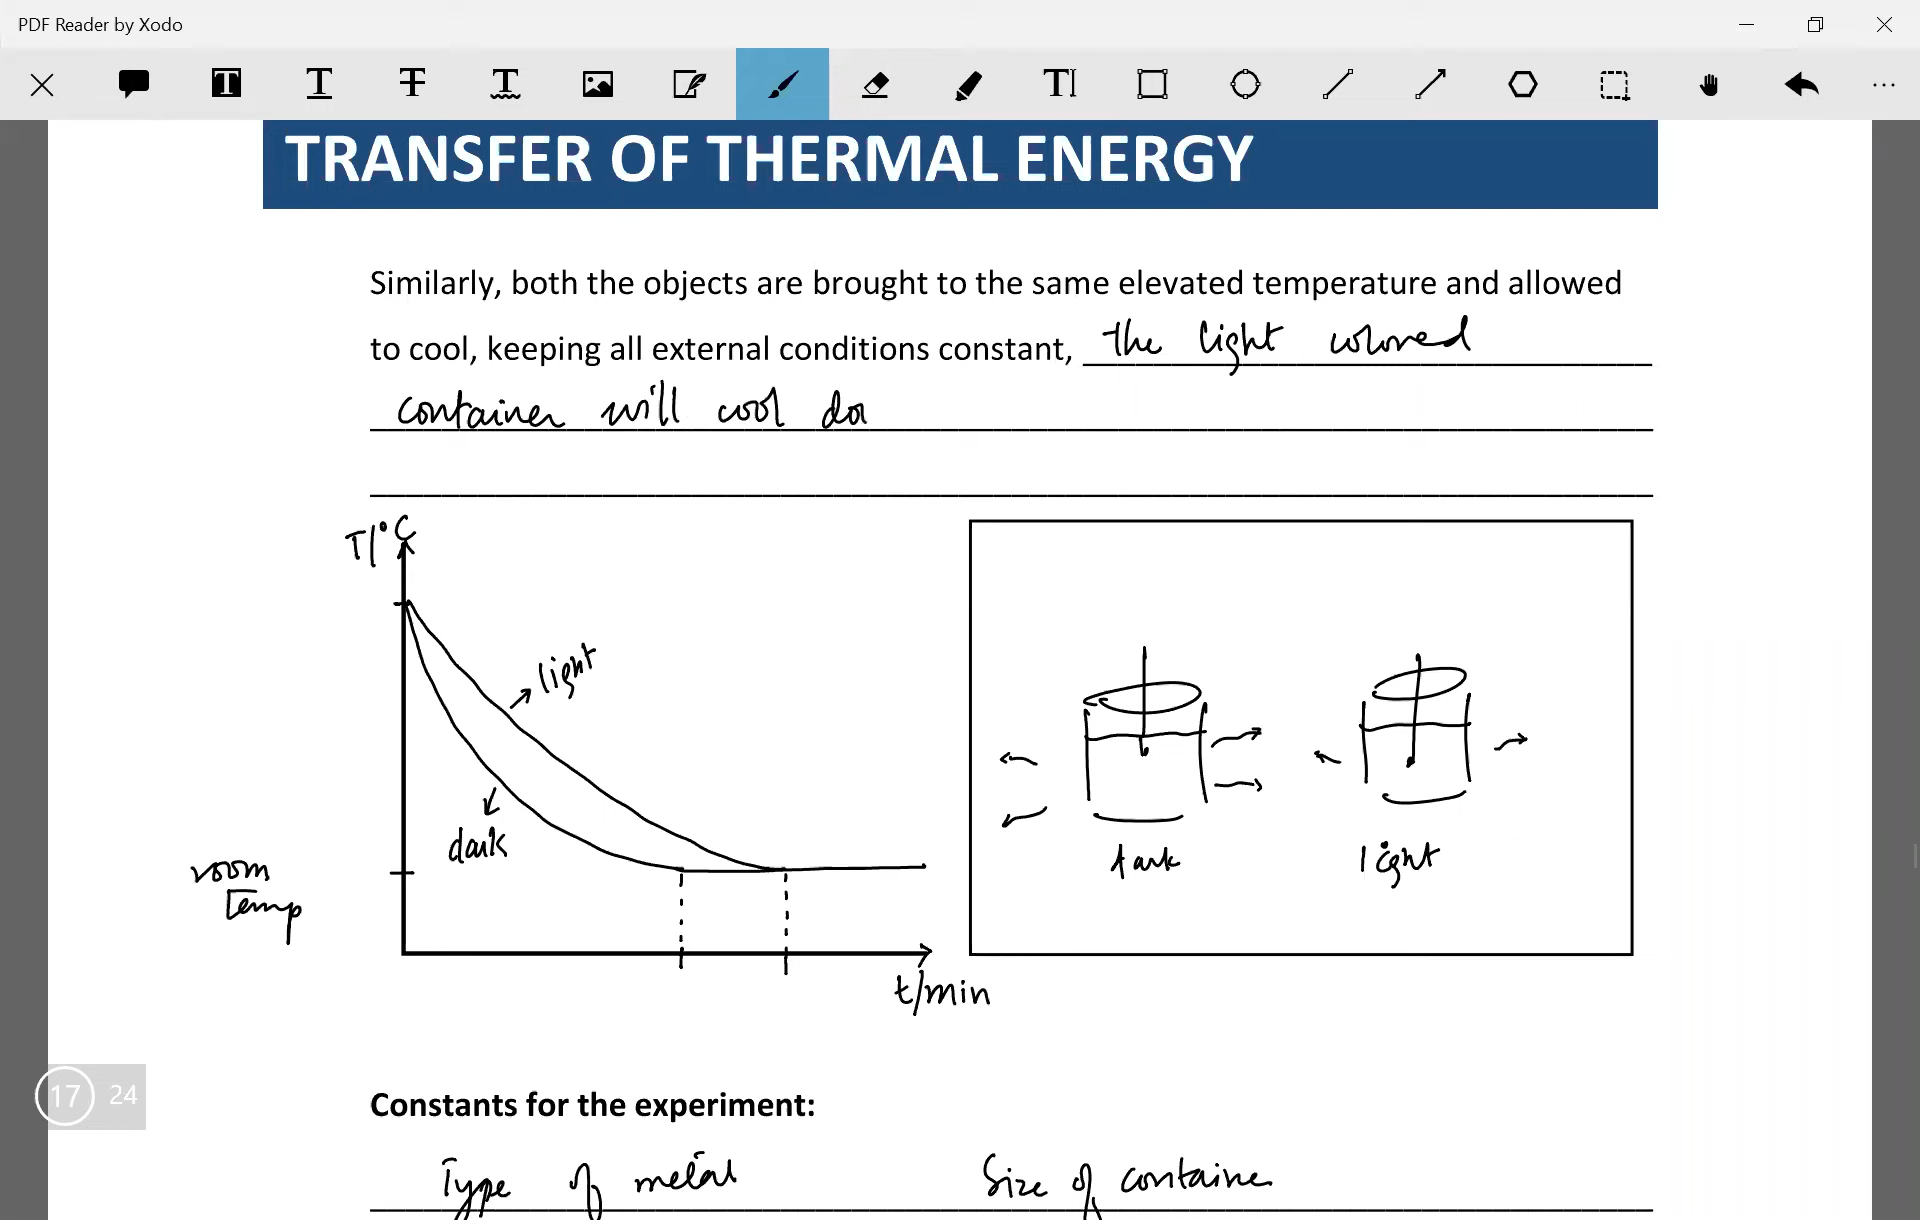 PDF Reader by Xodo
TRANSFER OF THERMAL ENERGY
Similarly, both the objects are brought to the same elevated temperature and allowed
to cool, keeping all external conditions constant, the light colored
container will cool do
T/°C
light
dark
room
Temp
t/min
dark
light
17 24
Constants for the experiment:
Type of metal Size of container